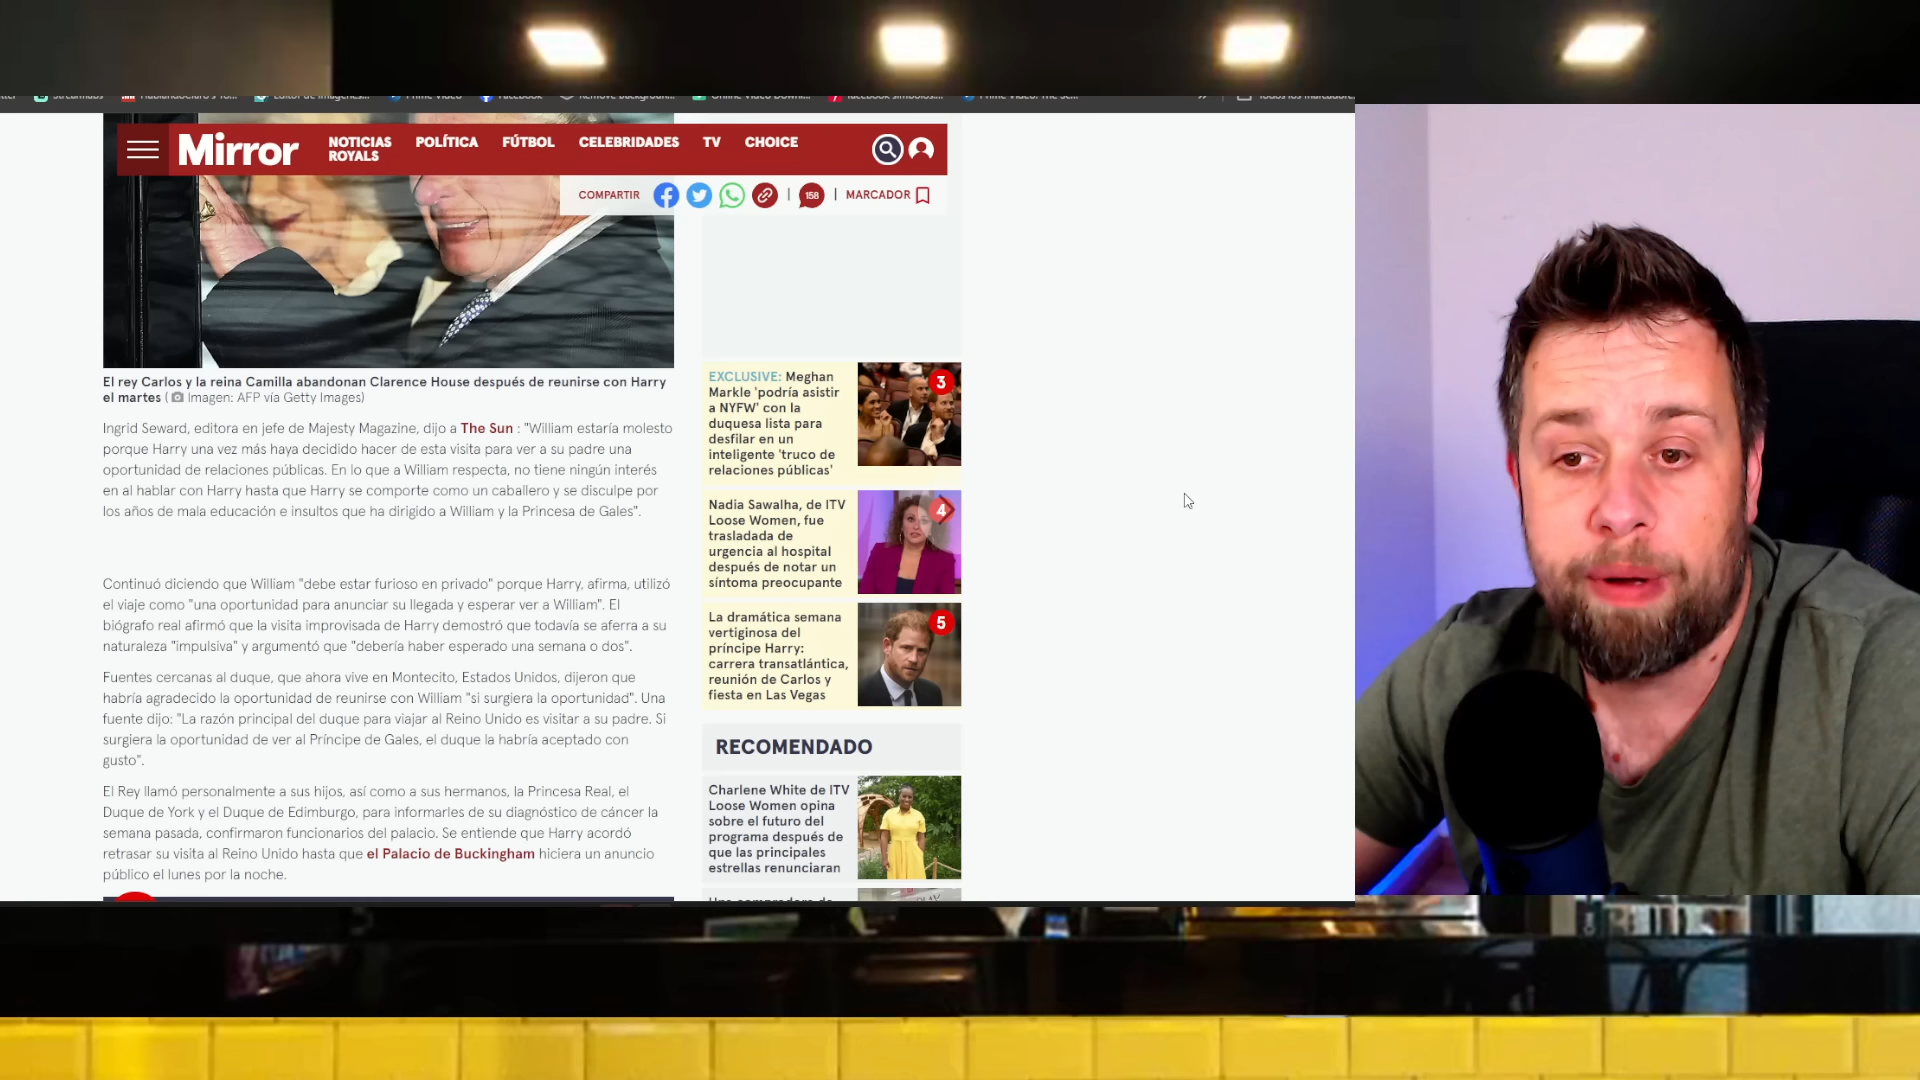 Mirror
NOTICIAS POLÍTICA FÚTBOL CELEBRIDADES TV CHOICE
ROYALS
COMPARTIR | 158 | MARCADOR
El rey Carlos y la reina Camilla abandonan Clarence House después de reunirse con Harry
el martes ( Imagen: AFP vía Getty Images)
Ingrid Seward, editora en jefe de Majesty Magazine, dijo a The Sun : "William estaría molesto
porque Harry una vez más haya decidido hacer de esta visita para ver a su padre una
oportunidad de relaciones públicas. En lo que a William respecta, no tiene ningún interés
en al hablar con Harry hasta que Harry se comporte como un caballero y se disculpe por
los años de mala educación e insultos que ha dirigido a William y la Princesa de Gales".
Continuó diciendo que William "debe estar furioso en privado" porque Harry, afirma, utilizó
el viaje como "una oportunidad para anunciar su llegada y esperar ver a William". El
biógrafo real afirmó que la visita improvisada de Harry demostró que todavía se aferra a su
naturaleza "impulsiva" y argumentó que "debería haber esperado una semana o dos".
Fuentes cercanas al duque, que ahora vive en Montecito, Estados Unidos, dijeron que
habría agradecido la oportunidad de reunirse con William "si surgiera la oportunidad". Una
fuente dijo: "La razón principal del duque para viajar al Reino Unido es visitar a su padre. Si
surgiera la oportunidad de ver al Príncipe de Gales, el duque la habría aceptado con
gusto".
El Rey llamó personalmente a sus hijos, así como a sus hermanos, la Princesa Real, el
Duque de York y el Duque de Edimburgo, para informarles de su diagnóstico de cáncer la
semana pasada, confirmaron funcionarios del palacio. Se entiende que Harry acordó
retrasar su visita al Reino Unido hasta que el Palacio de Buckingham hiciera un anuncio
público el lunes por la noche.
EXCLUSIVE: Meghan
Markle 'podría asistir
a NYFW' con la
duquesa lista para
desfilar en un
inteligente 'truco de
relaciones públicas'
3
Nadia Sawalha, de ITV
Loose Women, fue
trasladada de
urgencia al hospital
después de notar un
síntoma preocupante
4
La dramática semana
vertiginosa del
príncipe Harry:
carrera transatlántica,
reunión de Carlos y
fiesta en Las Vegas
5
RECOMENDADO
Charlene White de ITV
Loose Women opina
sobre el futuro del
programa después de
que las principales
estrellas renunciaran